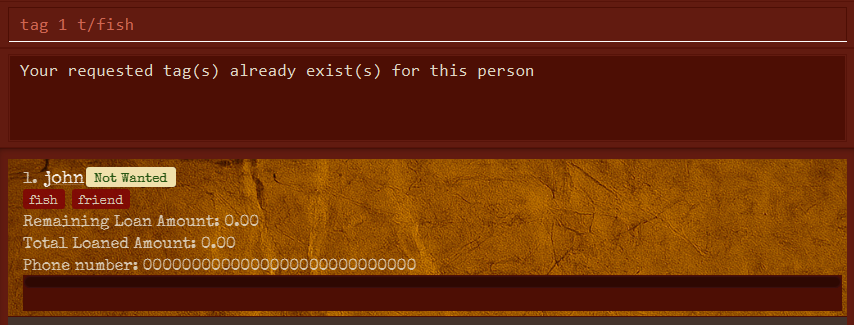 tag 1 t/fish
Your requested tag(s) already exist(s) for this person
1. john Not Wanted
fish friend
Remaining Loan Amount: 0.00
Total Loaned Amount: 0.00
Phone number: 0000000000000000000000000000